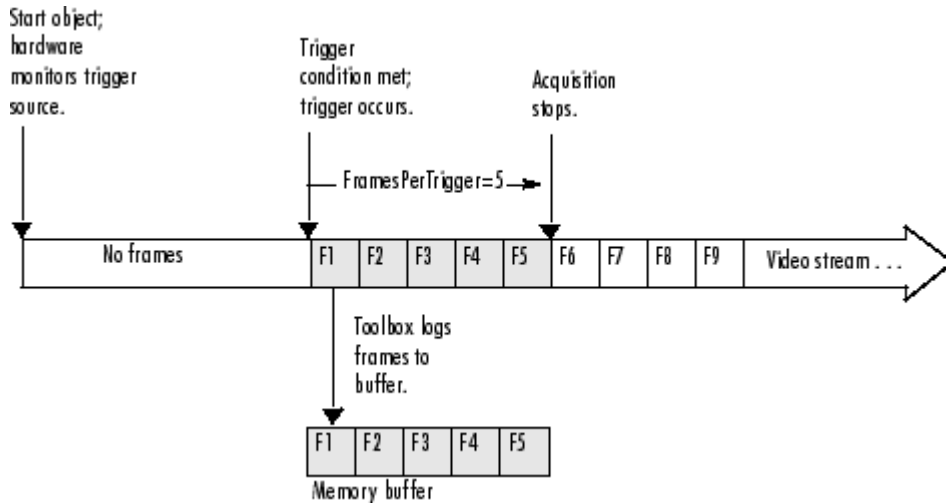 Start object;
hardware
monitors trigger
source.
Trigger
condition met;
trigger occurs.
Acquisition
stops.
FramesPerTrigger=5
No frames
F1 F2 F3 F4 F5 F6 F7 F8 F9 Video stream . . .
Toolbox logs
frames to
buffer.
F1 F2 F3 F4 F5
Memory buffer